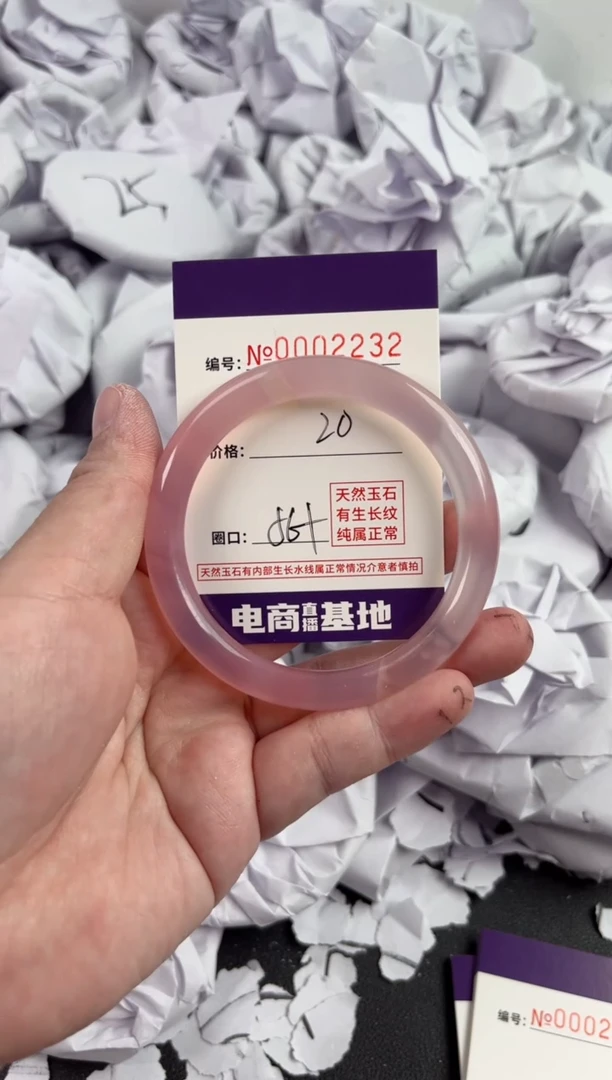 编号: №0002232
价格: 20
圈口: 56+
天然玉石
有生长纹
纯属正常
天然玉石有内部生长水线属正常情况介意者慎拍
电商直播基地
编号: №0002